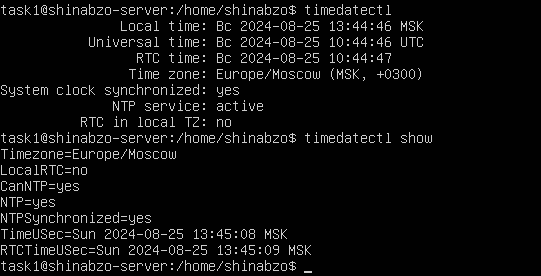 task1@shinabzo-server:/home/shinabzo$ timedatectl
Local time: Вс 2024-08-25 13:44:46 MSK
Universal time: Вс 2024-08-25 10:44:46 UTC
RTC time: Вс 2024-08-25 10:44:47
Time zone: Europe/Moscow (MSK, +0300)
System clock synchronized: yes
NTP service: active
RTC in local TZ: no
task1@shinabzo-server:/home/shinabzo$ timedatectl show
Timezone=Europe/Moscow
LocalRTC=no
CanNTP=yes
NTP=yes
NTPSynchronized=yes
TimeUSec=Sun 2024-08-25 13:45:08 MSK
RTCTimeUSec=Sun 2024-08-25 13:45:09 MSK
task1@shinabzo-server:/home/shinabzo$ _